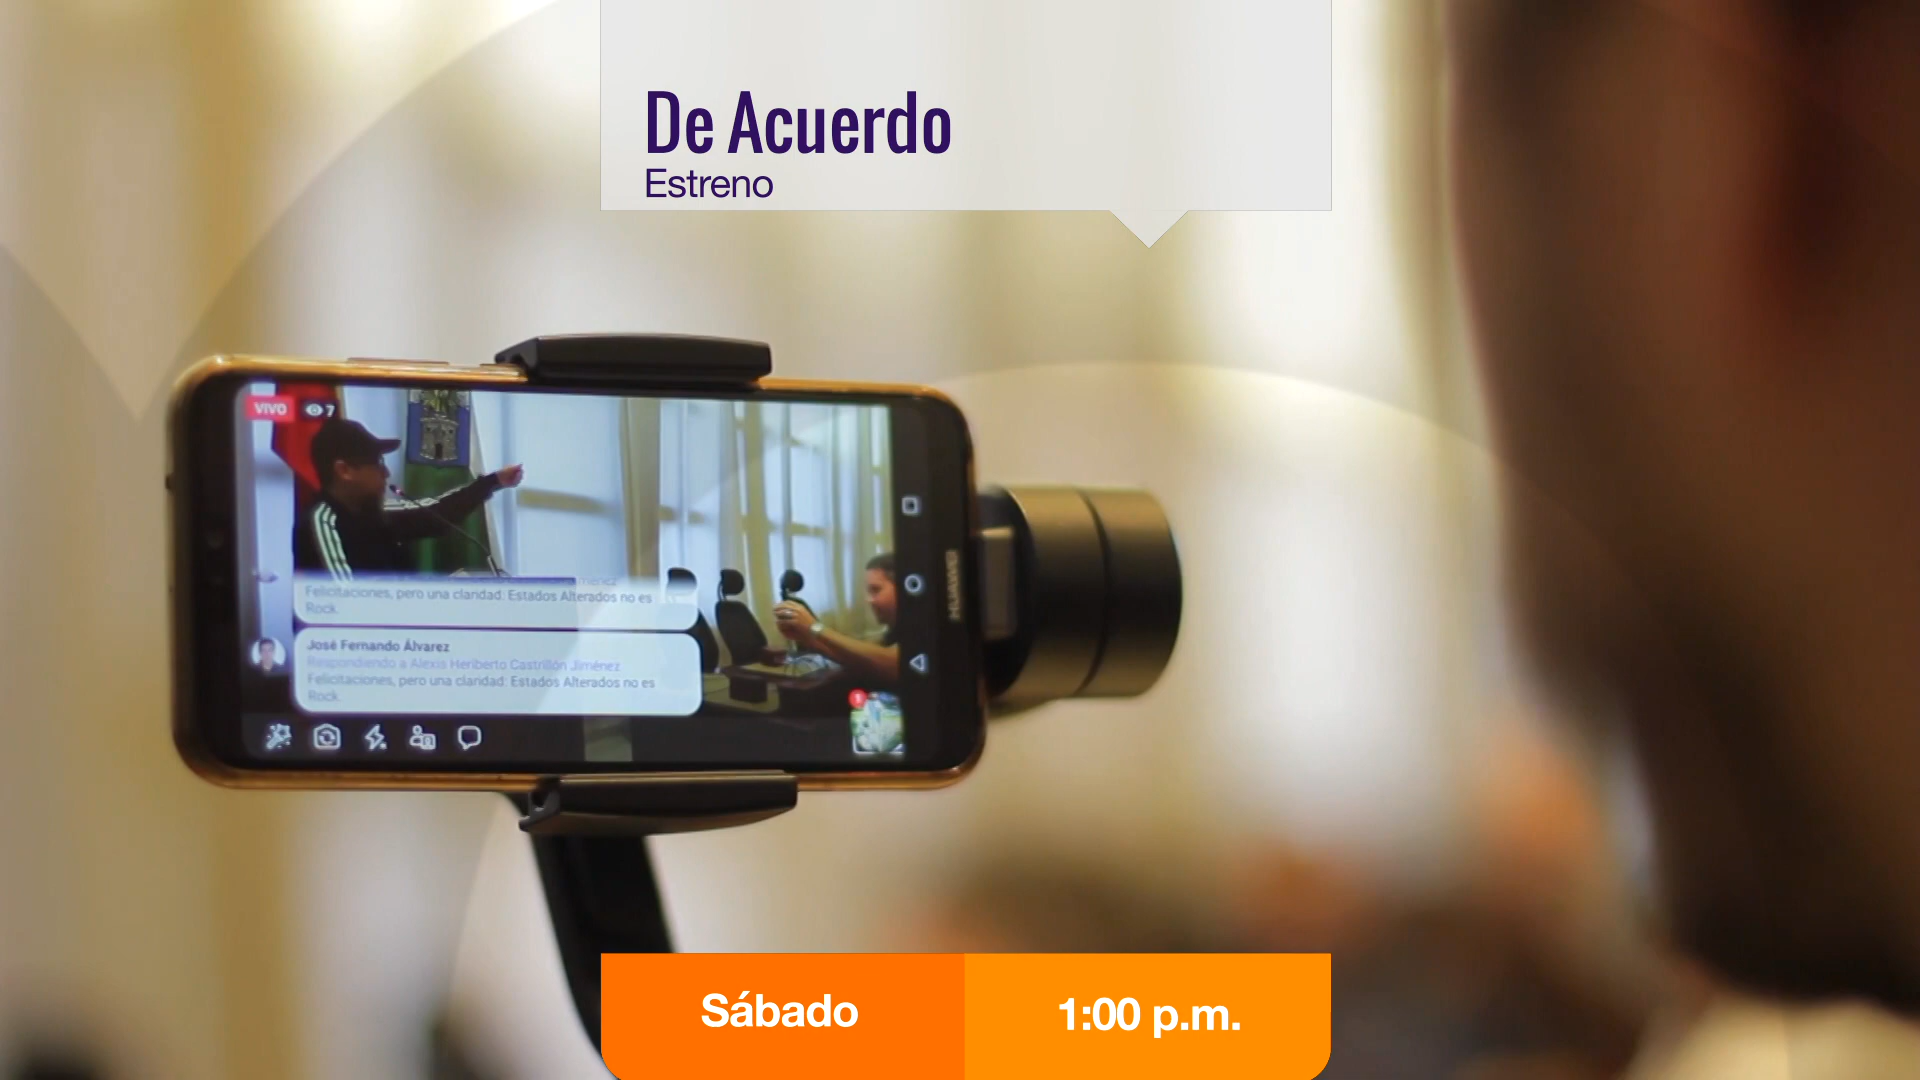 De Acuerdo
Estreno
VIVO 7
Felicitaciones, pero una claridad: Estados Alterados no es
Rock.
José Fernando Álvarez
Respondiendo a Alexis Heriberto Castrillón Jiménez
Felicitaciones, pero una claridad: Estados Alterados no es
Rock.
HUAWEI
1
Sábado
1:00 p.m.